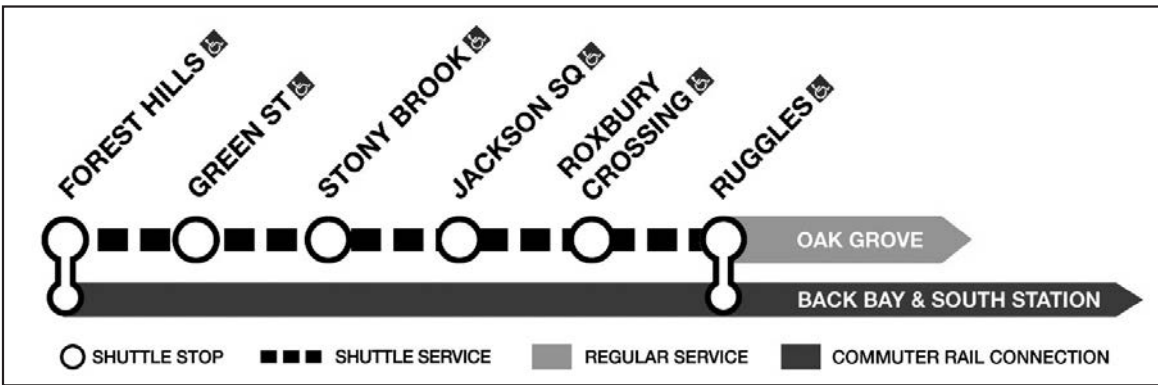 FOREST HILLS
GREEN ST
STONY BROOK
JACKSON SQ
ROXBURY
CROSSING
RUGGLES
OAK GROVE
BACK BAY & SOUTH STATION
SHUTTLE STOP
SHUTTLE SERVICE
REGULAR SERVICE
COMMUTER RAIL CONNECTION